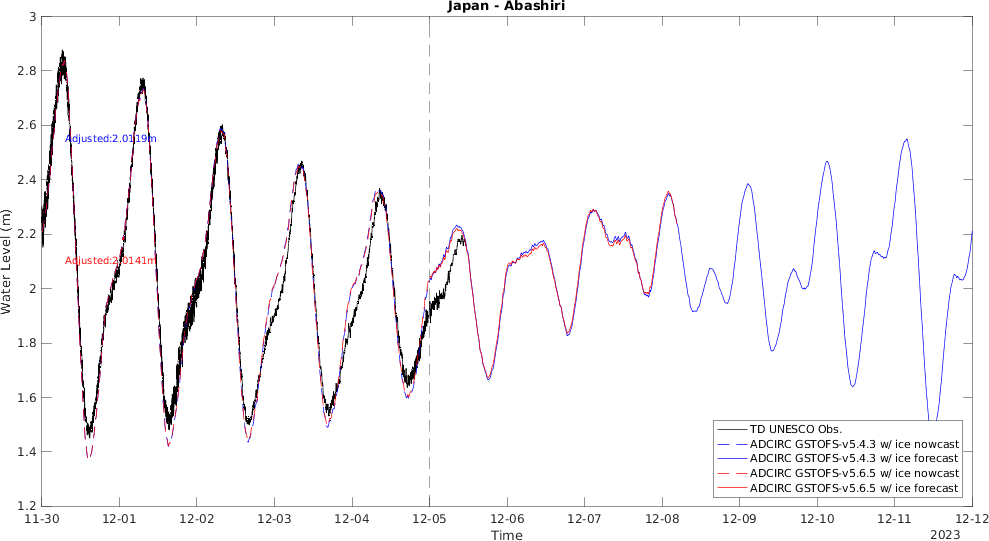 Japan - Abashiri
3
2.8
2.6
2.4
2.2
2
1.8
1.6
1.4
1.2
Water Level (m)
Adjusted:2.0119m
Adjusted:2.0141m
TD UNESCO Obs.
ADCIRC GSTOFS-v5.4.3 w/ ice nowcast
ADCIRC GSTOFS-v5.4.3 w/ ice forecast
ADCIRC GSTOFS-v5.6.5 w/ ice nowcast
ADCIRC GSTOFS-v5.6.5 w/ ice forecast
11-30 12-01 12-02 12-03 12-04 12-05 12-06 12-07 12-08 12-09 12-10 12-11 12-12
Time
2023